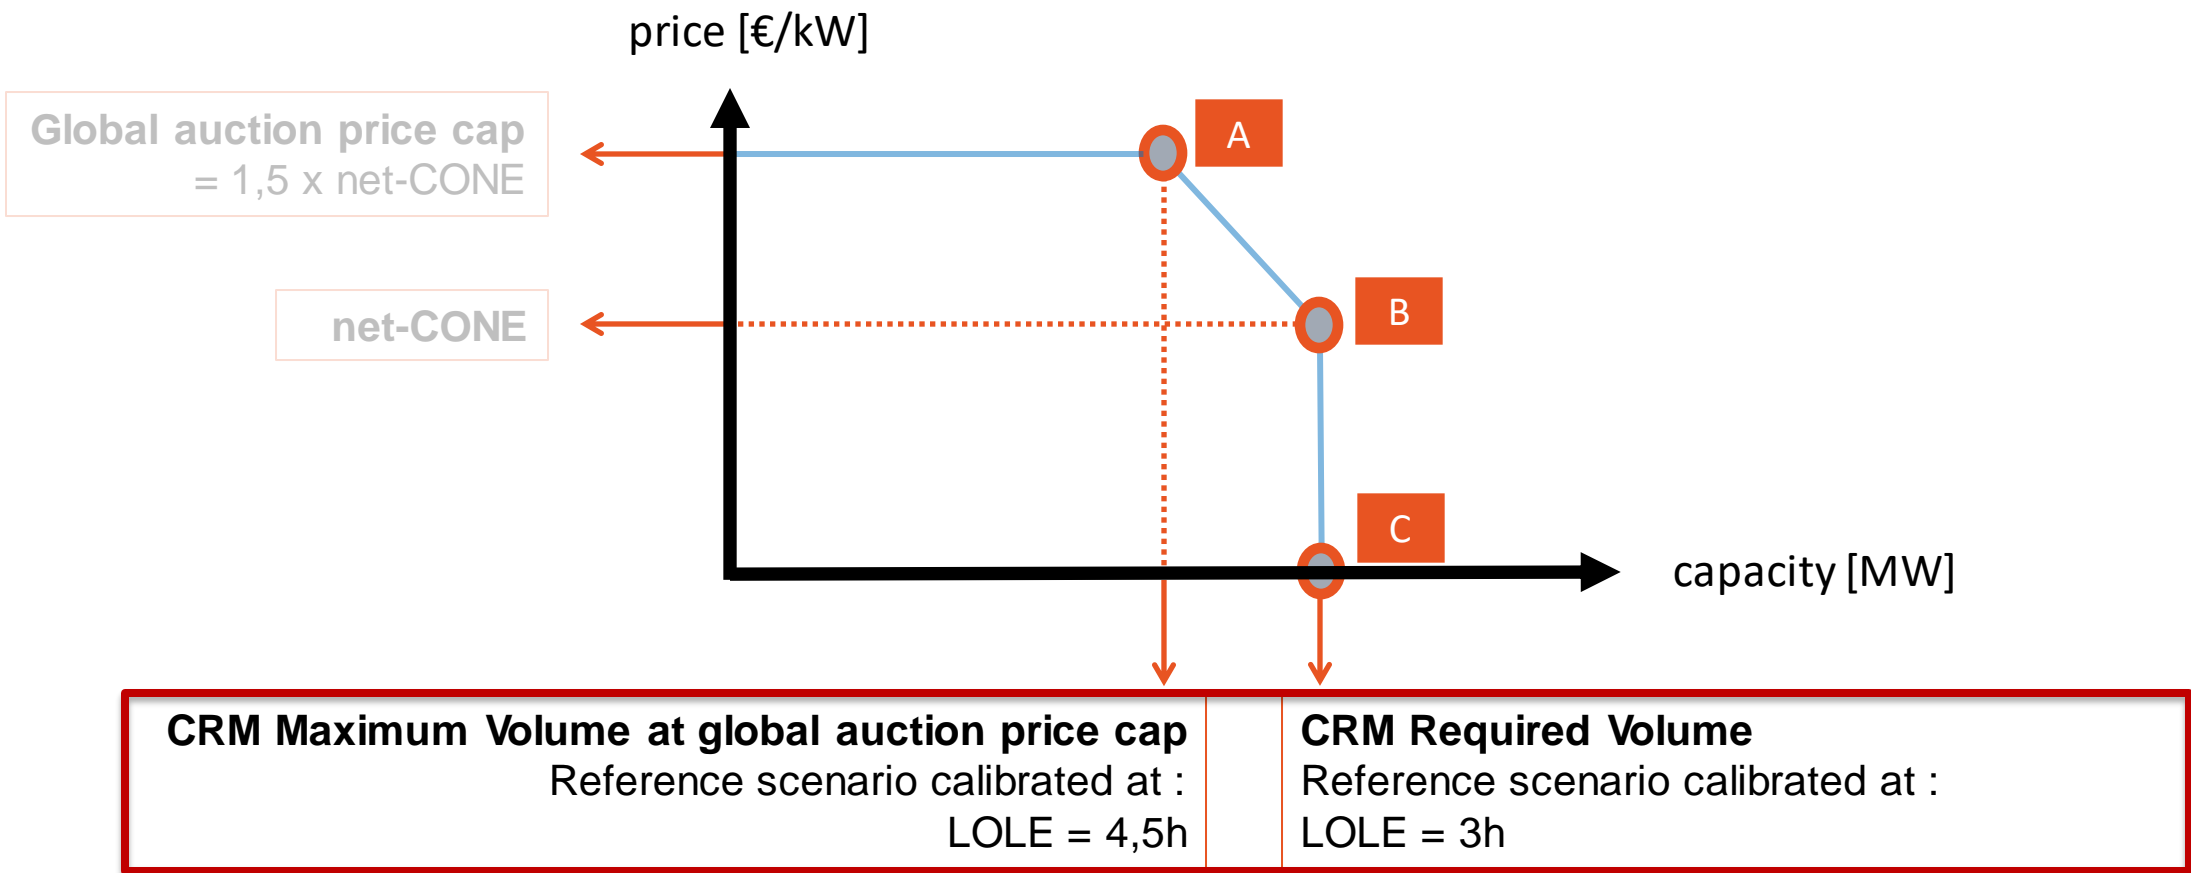 price [€/kW]
Global auction price cap
= 1,5 x net-CONE
A
net-CONE
B
C
capacity [MW]
CRM Maximum Volume at global auction price cap
Reference scenario calibrated at :
LOLE = 4,5h
CRM Required Volume
Reference scenario calibrated at :
LOLE = 3h